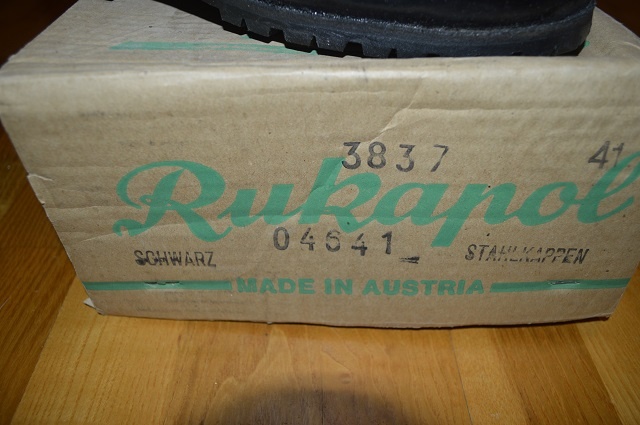 3837 41
Rukapol
04641
SCHWARZ STAHLKAPPEN
MADE IN AUSTRIA